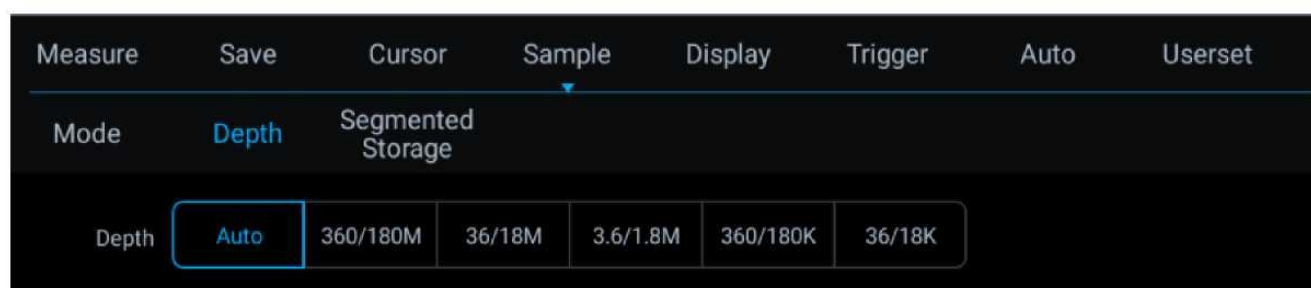 Measure Save Cursor Sample Display Trigger Auto Userset
Mode Depth Segmented Storage
Depth Auto 360/180M 36/18M 3.6/1.8M 360/180K 36/18K